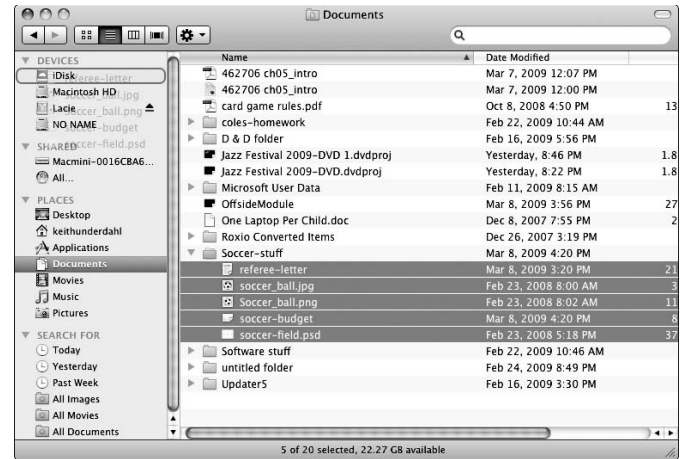 Documents
DEVICES
iDisk
referee-letter
Macintosh HD
soccer_ball.jpg
Lacie
Soccer_ball.png
NO NAME
soccer-budget
SHARED
soccer-field.psd
Macmini-0016CBA6...
All...
PLACES
Desktop
keithunderdahl
Applications
Documents
Movies
Music
Pictures
SEARCH FOR
Today
Yesterday
Past Week
All Images
All Movies
All Documents
Name Date Modified
462706 ch05_intro Mar 7, 2009 12:07 PM
462706 ch05_intro Mar 7, 2009 12:00 PM
card game rules.pdf Oct 8, 2008 4:50 PM 13
coles-homework Feb 22, 2009 10:44 AM
D & D folder Feb 16, 2009 5:56 PM
Jazz Festival 2009-DVD 1.dvdproj Yesterday, 8:46 PM 1.8
Jazz Festival 2009-DVD.dvdproj Yesterday, 8:22 PM 1.8
Microsoft User Data Feb 11, 2009 8:15 AM
OffsideModule Mar 8, 2009 3:56 PM 27
One Laptop Per Child.doc Dec 8, 2007 7:55 PM 2
Roxio Converted Items Dec 26, 2007 3:19 PM
Soccer-stuff Mar 8, 2009 4:20 PM
referee-letter Mar 8, 2009 3:20 PM 21
soccer_ball.jpg Feb 23, 2008 8:00 AM 3
Soccer_ball.png Feb 23, 2008 8:02 AM 11
soccer-budget Mar 8, 2009 4:20 PM 8
soccer-field.psd Feb 23, 2008 5:18 PM 37
Software stuff Feb 22, 2009 10:46 AM
untitled folder Feb 24, 2009 8:49 PM
Updater5 Feb 16, 2009 3:30 PM
5 of 20 selected, 22.27 GB available